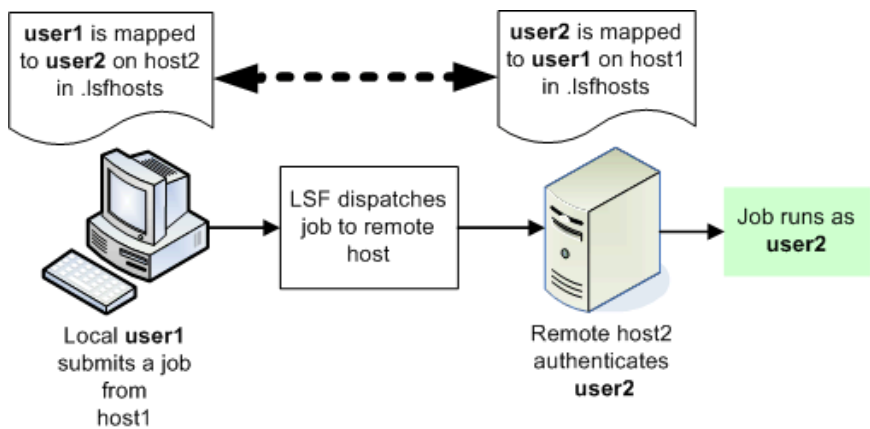 user1 is mapped
to user2 on host2
in .lsfhosts
user2 is mapped
to user1 on host1
in .lsfhosts
LSF dispatches
job to remote
host
Job runs as
user2
Local user1
submits a job
from
host1
Remote host2
authenticates
user2